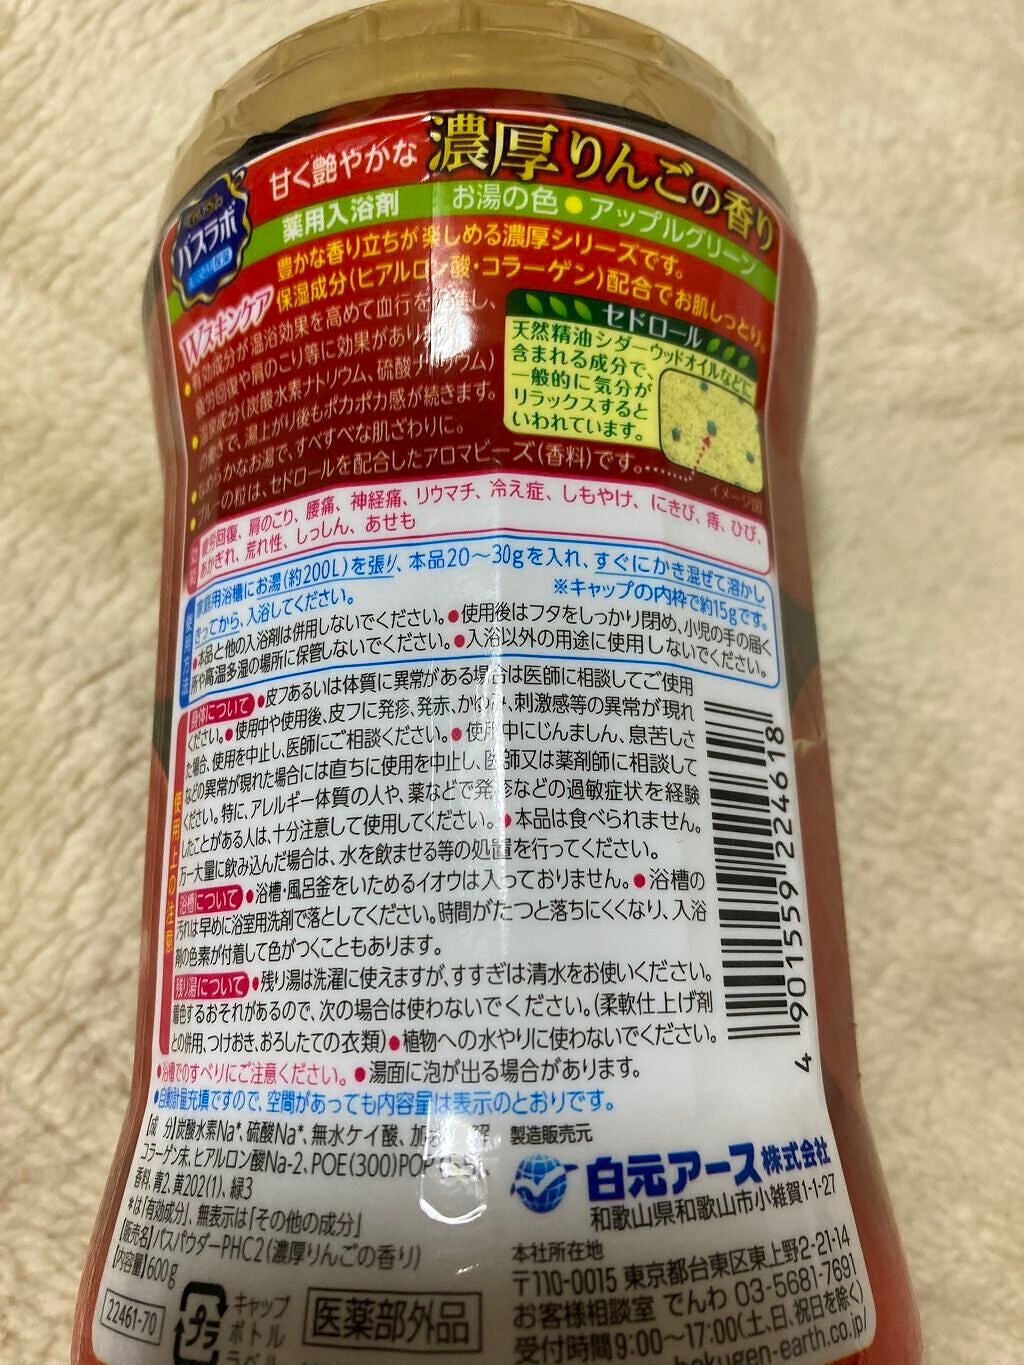 甘く艶やかな 濃厚りんごの香り
バスラボ
薬用入浴剤 お湯の色●アップルグリーン
豊かな香り立ちが楽しめる濃厚シリーズです。
保湿成分(ヒアルロン酸・コラーゲン)配合でお肌しっとり。
Wスキンケア
有効成分が温浴効果を高めて血行を促進し、
疲労回復や肩のこり等に効果があり
成分(炭酸水素ナトリウム、硫酸ナトリウム)
の働きで、湯上がり後もポカポカ感が続きます。
●なめらかなお湯で、すべすべな肌ざわりに。
●ブルーの粒は、セドロールを配合したアロマビーズ(香料)です。
セドロール
天然精油シダーウッドオイルなどに
含まれる成分で、
一般的に気分が
リラックスすると
いわれています。
イメージ図
疲労回復、肩のこり、腰痛、神経痛、リウマチ、冷え症、しもやけ、にきび、痔、ひび、
あかぎれ、荒れ性、しっしん、あせも
使用方法
家庭用浴槽にお湯(約200L)を張り、本品20〜30gを入れ、すぐにかき混ぜて溶かし
きってから、入浴してください。 ※キャップの内枠で約15gです。
●本品と他の入浴剤は併用しないでください。●使用後はフタをしっかり閉め、小児の手の届く
所や高温多湿の場所に保管しないでください。●入浴以外の用途に使用しないでください。
使用上の注意
身体について ●皮フあるいは体質に異常がある場合は医師に相談してご使用
ください。●使用中や使用後、皮フに発疹、発赤、かゆみ、刺激感等の異常が現れ
た場合、使用を中止し、医師にご相談ください。●使用中にじんましん、息苦しさ
などの異常が現れた場合には直ちに使用を中止し、医師又は薬剤師に相談して
ください。特に、アレルギー体質の人や、薬などで発疹などの過敏症状を経験
したことがある人は、十分注意して使用してください。●本品は食べられません。
万一大量に飲み込んだ場合は、水を飲ませる等の処置を行ってください。
浴槽について ●浴槽・風呂釜をいためるイオウは入っておりません。●浴槽の
汚れは早めに浴室用洗剤で落としてください。時間がたつと落ちにくくなり、入浴
剤の色素が付着して色がつくこともあります。
残り湯について ●残り湯は洗濯に使えますが、すすぎは清水をお使いください。
着色するおそれがあるので、次の場合は使わないでください。(柔軟仕上げ剤
との併用、つけおき、おろしたての衣類)●植物への水やりに使わないでください。
●浴槽でのすべりにご注意ください。●湯面に泡が出る場合があります。
●自動計量充填ですので、空間があっても内容量は表示のとおりです。
4 901559 224618
【成 分】炭酸水素Na*、硫酸Na*、無水ケイ酸、
コラーゲン末、ヒアルロン酸Na-2、POE(300)POP
香料、青2、黄202(1)、緑3
*は「有効成分」、無表示は「その他の成分」
【販売名】バスパウダーPHC2(濃厚りんごの香り)
【内容量】600g
22461-70
プラ
キャップ
ボトル
ラベル
医薬部外品
製造販売元
白元アース株式会社
和歌山県和歌山市小雑賀1-1-27
本社所在地
〒110-0015 東京都台東区東上野2-21-14
お客様相談室 でんわ 03-5681-7691
受付時間9:00〜17:00(土、日、祝日を除く)
hakugen-earth.co.jp/